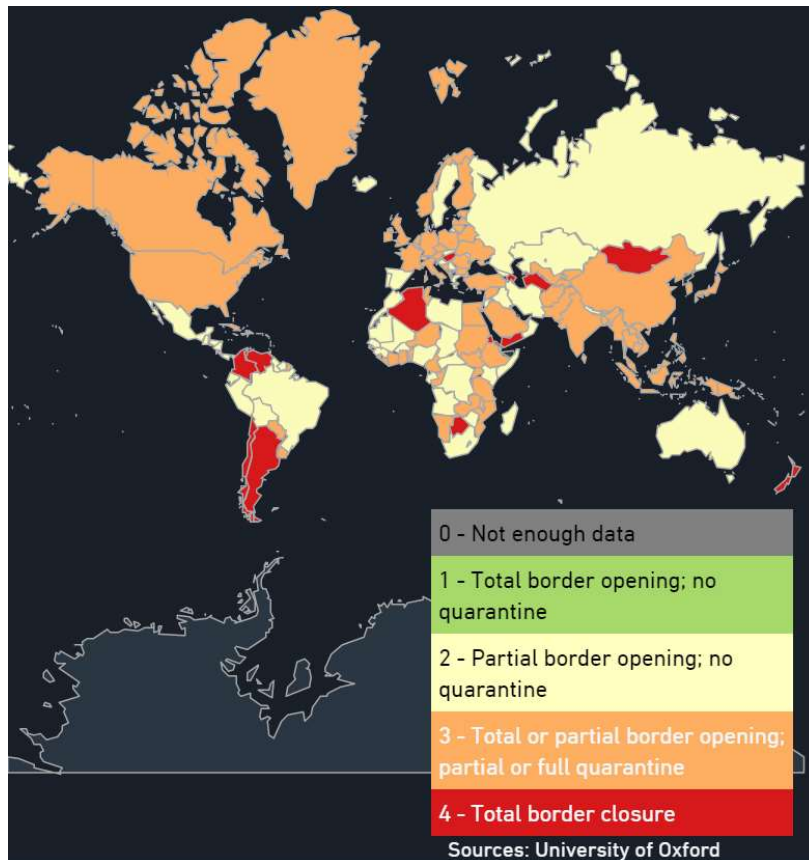 0 - Not enough data
1 - Total border opening; no
quarantine
2 - Partial border opening; no
quarantine
3 - Total or partial border opening;
partial or full quarantine
4 - Total border closure
Sources: University of Oxford